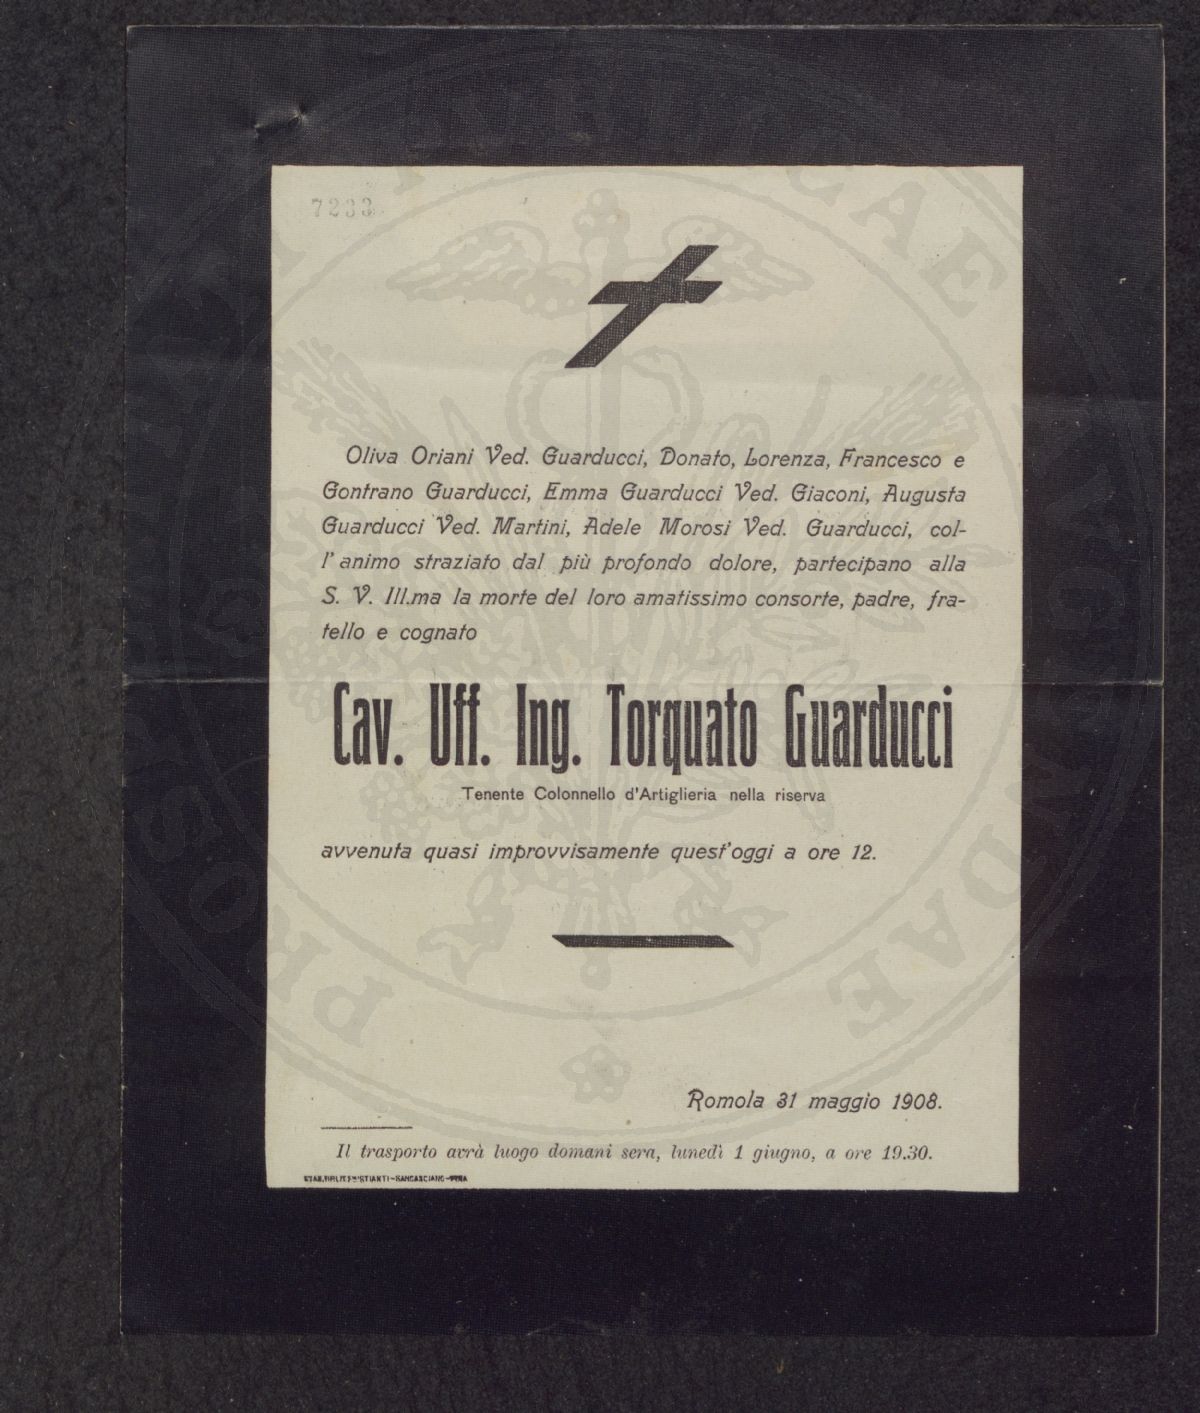 7233
Oliva Oriani Ved. Guarducci, Donato, Lorenza, Francesco e
Gontrano Guarducci, Emma Guarducci Ved. Giaconi, Augusta
Guarducci Ved. Martini, Adele Morosi Ved. Guarducci, col-
l'animo straziato dal più profondo dolore, partecipano alla
S. V. Ill.ma la morte del loro amatissimo consorte, padre, fra-
tello e cognato
Cav. Uff. Ing. Torquato Guarducci
Tenente Colonnello d'Artiglieria nella riserva
avvenuta quasi improvvisamente quest'oggi a ore 12.
Romola 31 maggio 1908.
Il trasporto avrà luogo domani sera, lunedì 1 giugno, a ore 19.30.